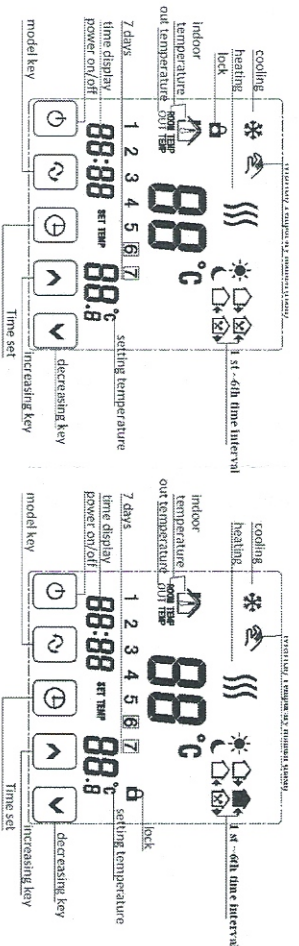 cooling
heating
1 st ~6th time interval
lock
indoor
temperature
out temperature
ROOM TEMP
OUT TEMP
88 °C
7 days
1 2 3 4 5 6 7
setting temperature
time display
power on/off
88:88 SET TEMP 88.8 °C
decreasing key
model key
increasing key
Time set
cooling
heating
1 st ~6th time interval
indoor
temperature
out temperature
ROOM TEMP
OUT TEMP
88 °C
lock
7 days
1 2 3 4 5 6 7
setting temperature
time display
power on/off
88:88 SET TEMP 88.8 °C
decreasing key
model key
increasing key
Time set